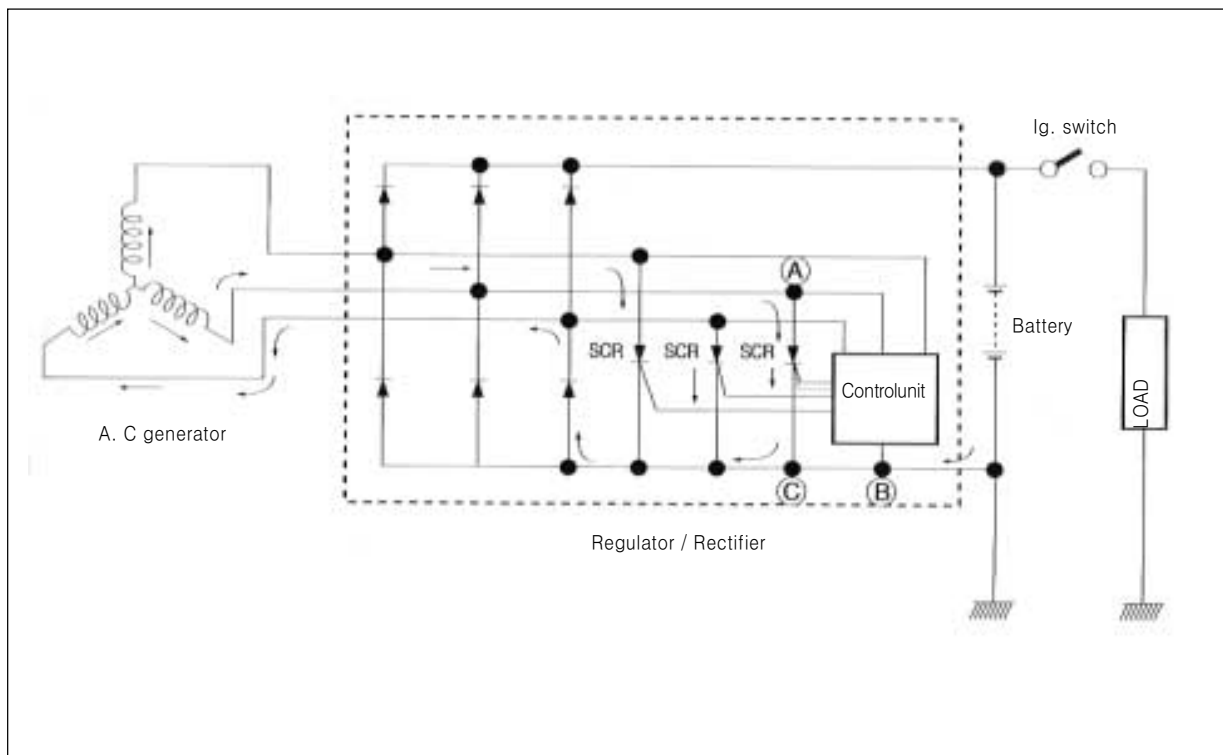 Ig. switch
A
SCR
SCR
SCR
Controlunit
Battery
LOAD
A. C generator
C
B
Regulator / Rectifier